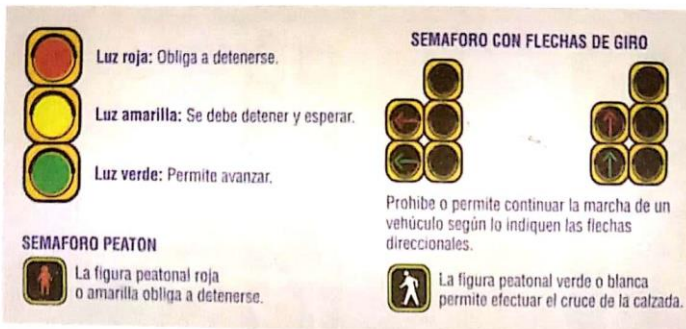 Luz roja: Obliga a detenerse.
Luz amarilla: Se debe detener y esperar.
Luz verde: Permite avanzar.
SEMAFORO PEATON
La figura peatonal roja
o amarilla obliga a detenerse.
SEMAFORO CON FLECHAS DE GIRO
Prohibe o permite continuar la marcha de un
vehúculo según lo indiquen las flechas
direccionales.
La figura peatonal verde o blanca
permite efectuar el cruce de la calzada.